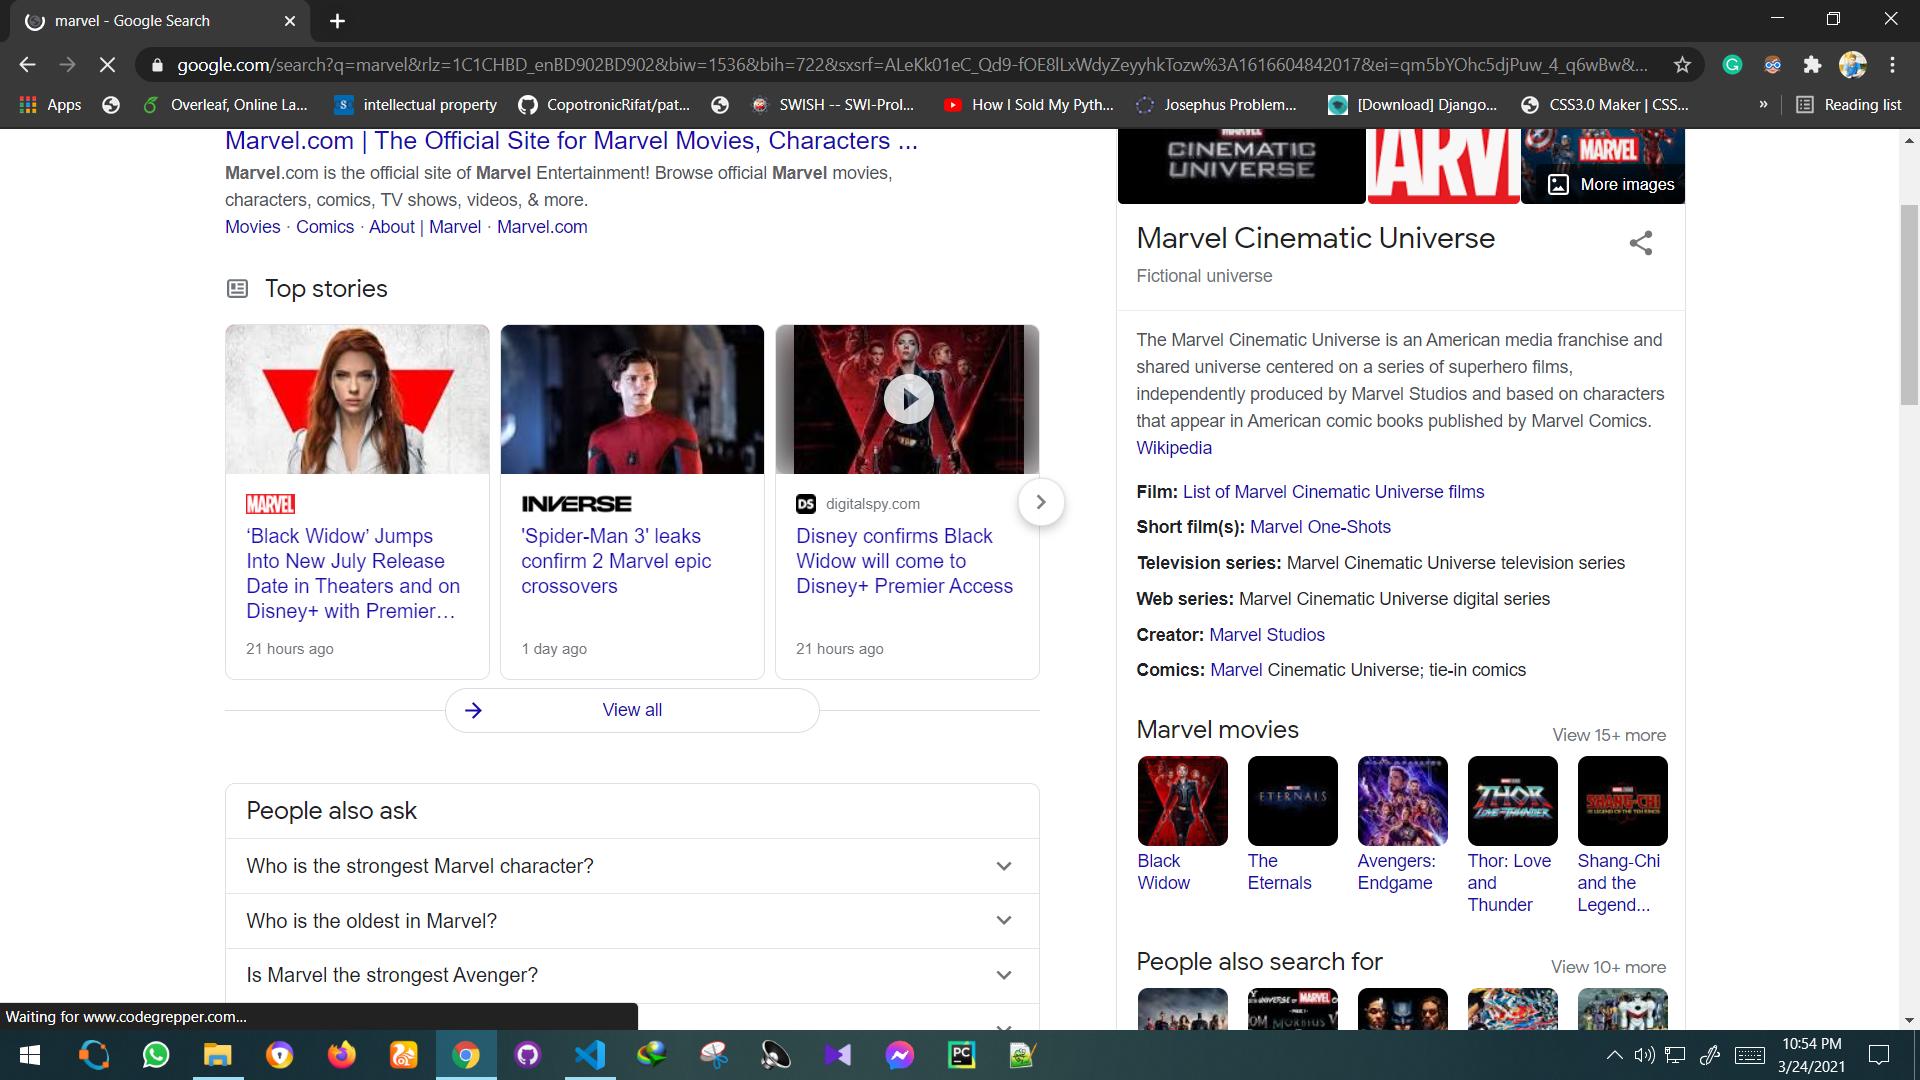 marvel - Google Search
google.com/search?q=marvel&rlz=1C1CHBD_enBD902BD902&biw=1536&bih=722&sxsrf=ALeKk01eC_Qd9-fOE8lLxWdyZeyyhkTozw%3A1616604842017&ei=qm5bYOhc5djPuw_4_q6wBw&...
Apps
Overleaf, Online La...
intellectual property
CopotronicRifat/pat...
SWISH -- SWI-Prol...
How I Sold My Pyth...
Josephus Problem...
[Download] Django...
CSS3.0 Maker | CSS...
»
Reading list
Marvel.com | The Official Site for Marvel Movies, Characters ...
Marvel.com is the official site of Marvel Entertainment! Browse official Marvel movies,
characters, comics, TV shows, videos, & more.
Movies · Comics · About | Marvel · Marvel.com
Top stories
MARVEL
‘Black Widow’ Jumps
Into New July Release
Date in Theaters and on
Disney+ with Premier…
21 hours ago
INVERSE
'Spider-Man 3' leaks
confirm 2 Marvel epic
crossovers
1 day ago
DS digitalspy.com
Disney confirms Black
Widow will come to
Disney+ Premier Access
21 hours ago
View all
People also ask
Who is the strongest Marvel character?
Who is the oldest in Marvel?
Is Marvel the strongest Avenger?
MARVEL
CINEMATIC
UNIVERSE
MARVEL
More images
Marvel Cinematic Universe
Fictional universe
The Marvel Cinematic Universe is an American media franchise and
shared universe centered on a series of superhero films,
independently produced by Marvel Studios and based on characters
that appear in American comic books published by Marvel Comics.
Wikipedia
Film: List of Marvel Cinematic Universe films
Short film(s): Marvel One-Shots
Television series: Marvel Cinematic Universe television series
Web series: Marvel Cinematic Universe digital series
Creator: Marvel Studios
Comics: Marvel Cinematic Universe; tie-in comics
Marvel movies
View 15+ more
ETERNALS
THOR
LOVE AND THUNDER
SHANG-CHI
Black
Widow
The
Eternals
Avengers:
Endgame
Thor: Love
and
Thunder
Shang-Chi
and the
Legend...
People also search for
View 10+ more
Waiting for www.codegrepper.com...
PC
10:54 PM
3/24/2021